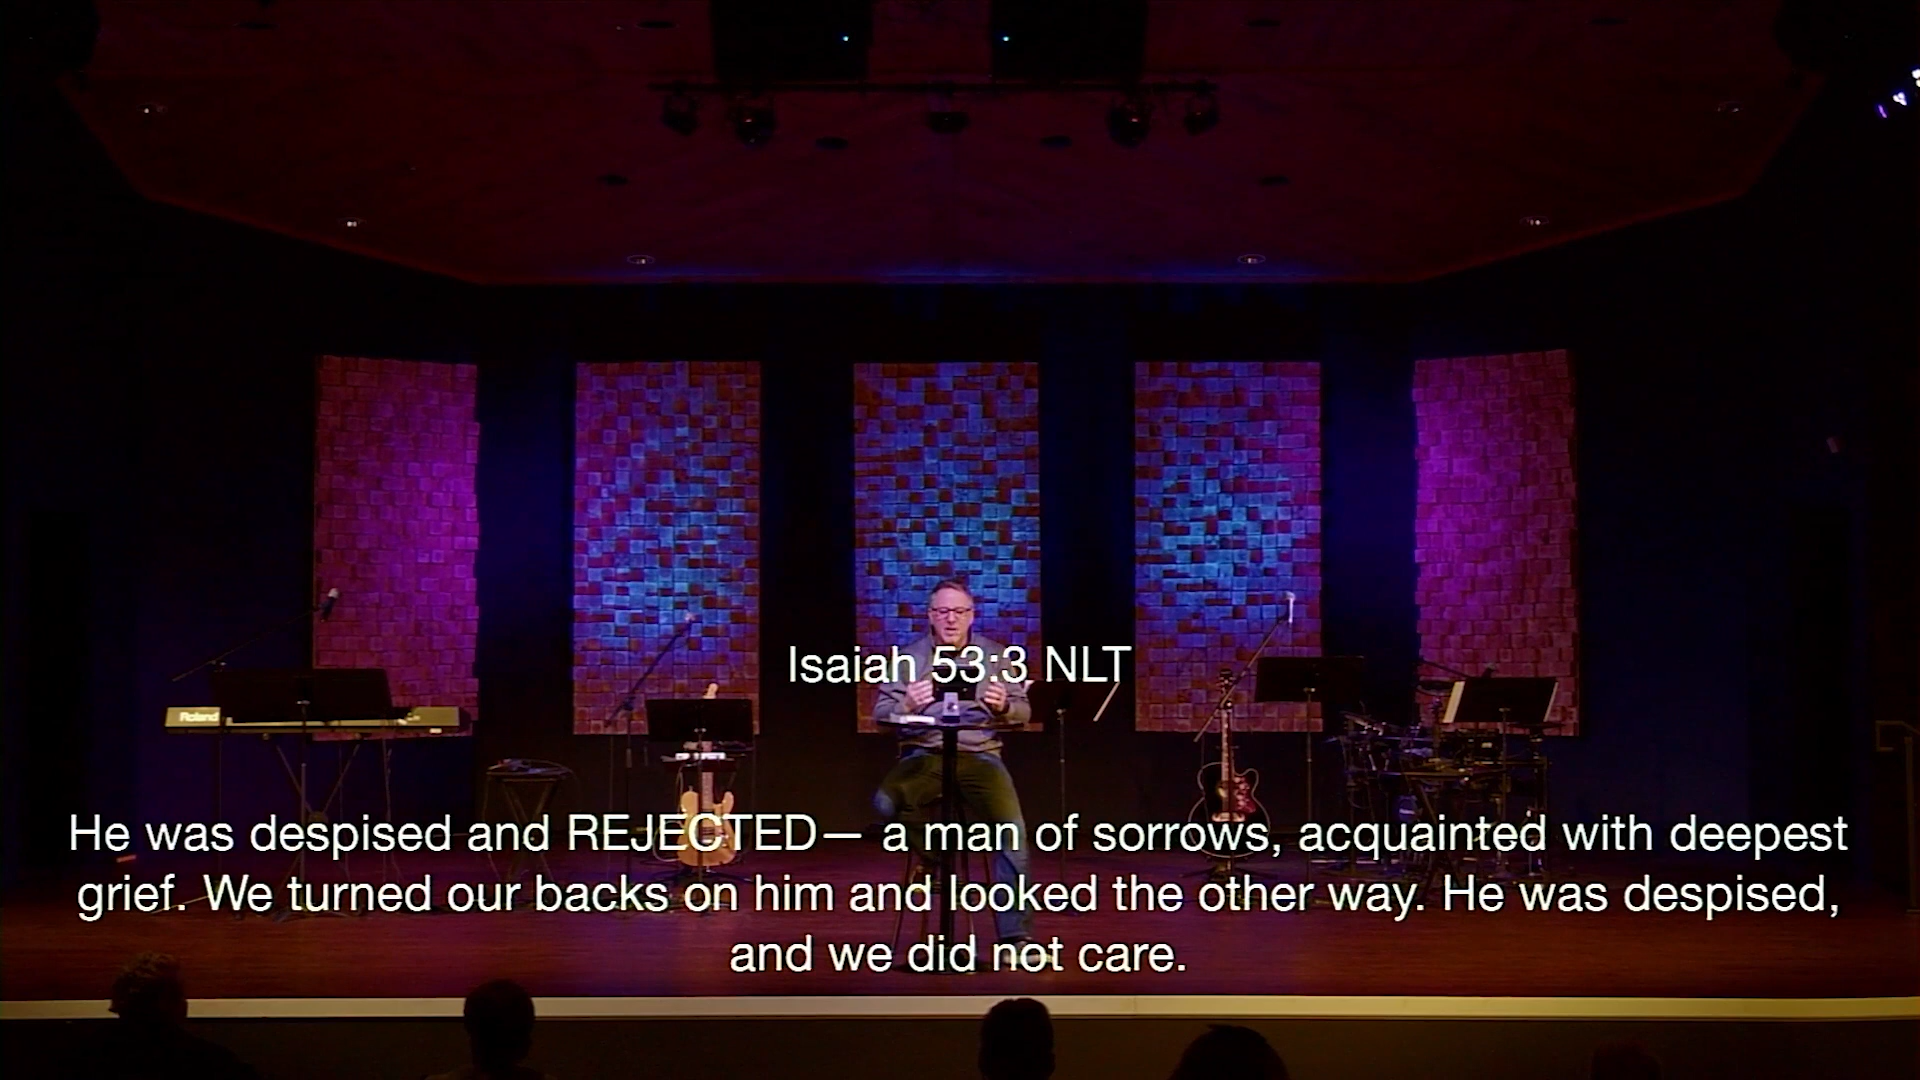 Isaiah 53:3 NLT
Roland
He was despised and REJECTED— a man of sorrows, acquainted with deepest
grief. We turned our backs on him and looked the other way. He was despised,
and we did not care.